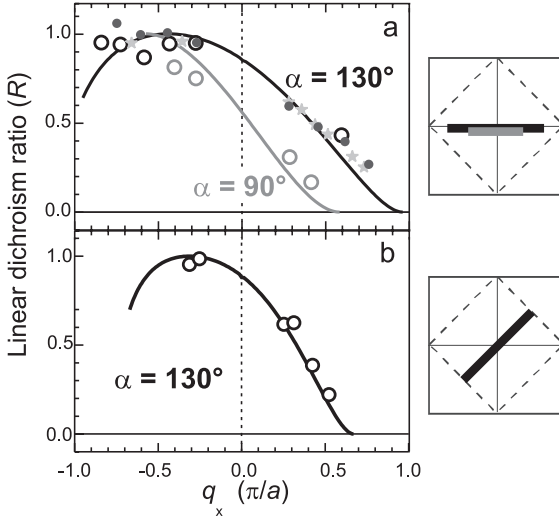 a
1.0
α = 130°
0.5
α = 90°
0.0
b
1.0
0.5
α = 130°
0.0
-1.0 -0.5 0.0 0.5 1.0
q_x (π/a)
Linear dichroism ratio (R)